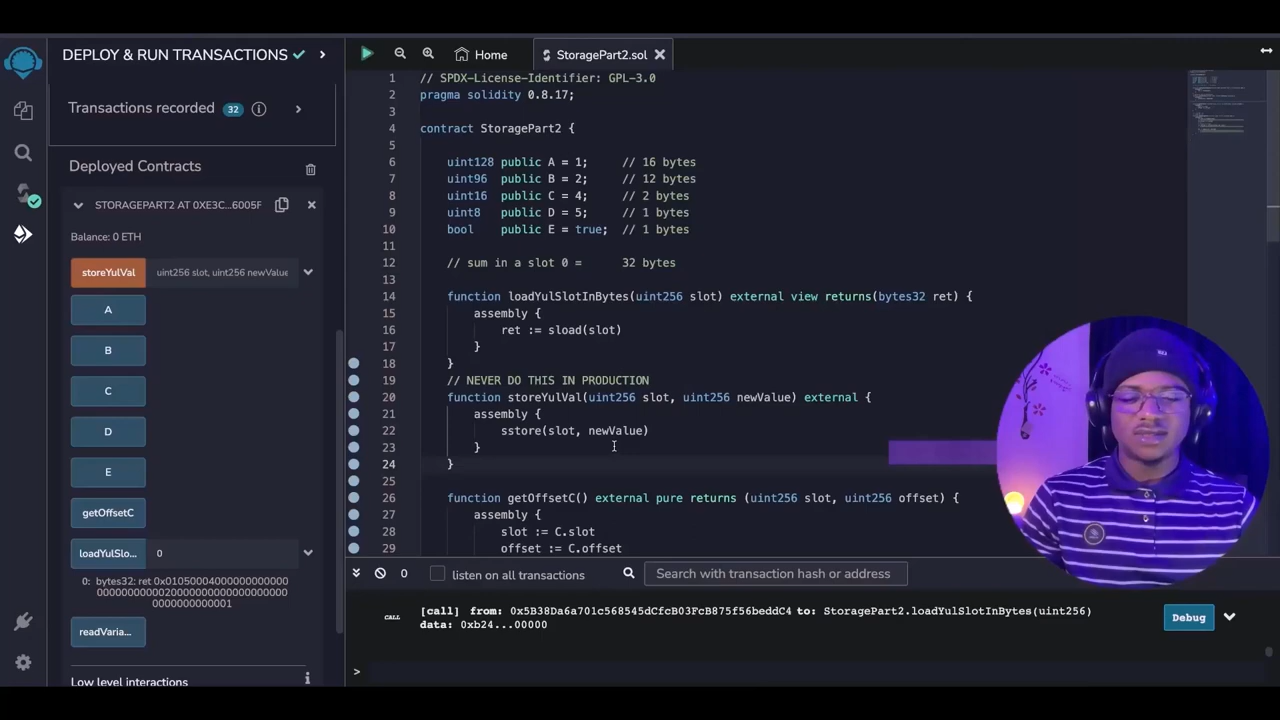 DEPLOY & RUN TRANSACTIONS
Transactions recorded 32
Deployed Contracts
STORAGEPART2 AT 0XE3C...6005F
Balance: 0 ETH
storeYulVal uint256 slot, uint256 newValue
A
B
C
D
E
getOffsetC
loadYulSlo... 0
0: bytes32: ret 0x01050004000000000000
000000000002000000000000000
000000000001
readVaria...
Low level interactions
Home
StoragePart2.sol
1 // SPDX-License-Identifier: GPL-3.0
2 pragma solidity 0.8.17;
3
4 contract StoragePart2 {
5
6 uint128 public A = 1; // 16 bytes
7 uint96 public B = 2; // 12 bytes
8 uint16 public C = 4; // 2 bytes
9 uint8 public D = 5; // 1 bytes
10 bool public E = true; // 1 bytes
11
12 // sum in a slot 0 = 32 bytes
13
14 function loadYulSlotInBytes(uint256 slot) external view returns(bytes32 ret) {
15 assembly {
16 ret := sload(slot)
17 }
18 }
19 // NEVER DO THIS IN PRODUCTION
20 function storeYulVal(uint256 slot, uint256 newValue) external {
21 assembly {
22 sstore(slot, newValue)
23 }
24 }
25
26 function getOffsetC() external pure returns (uint256 slot, uint256 offset) {
27 assembly {
28 slot := C.slot
29 offset := C.offset
0 listen on all transactions Search with transaction hash or address
CALL [call] from: 0x5B38Da6a701c568545dCfcB03FcB875f56beddC4 to: StoragePart2.loadYulSlotInBytes(uint256)
data: 0xb24...00000
Debug
>